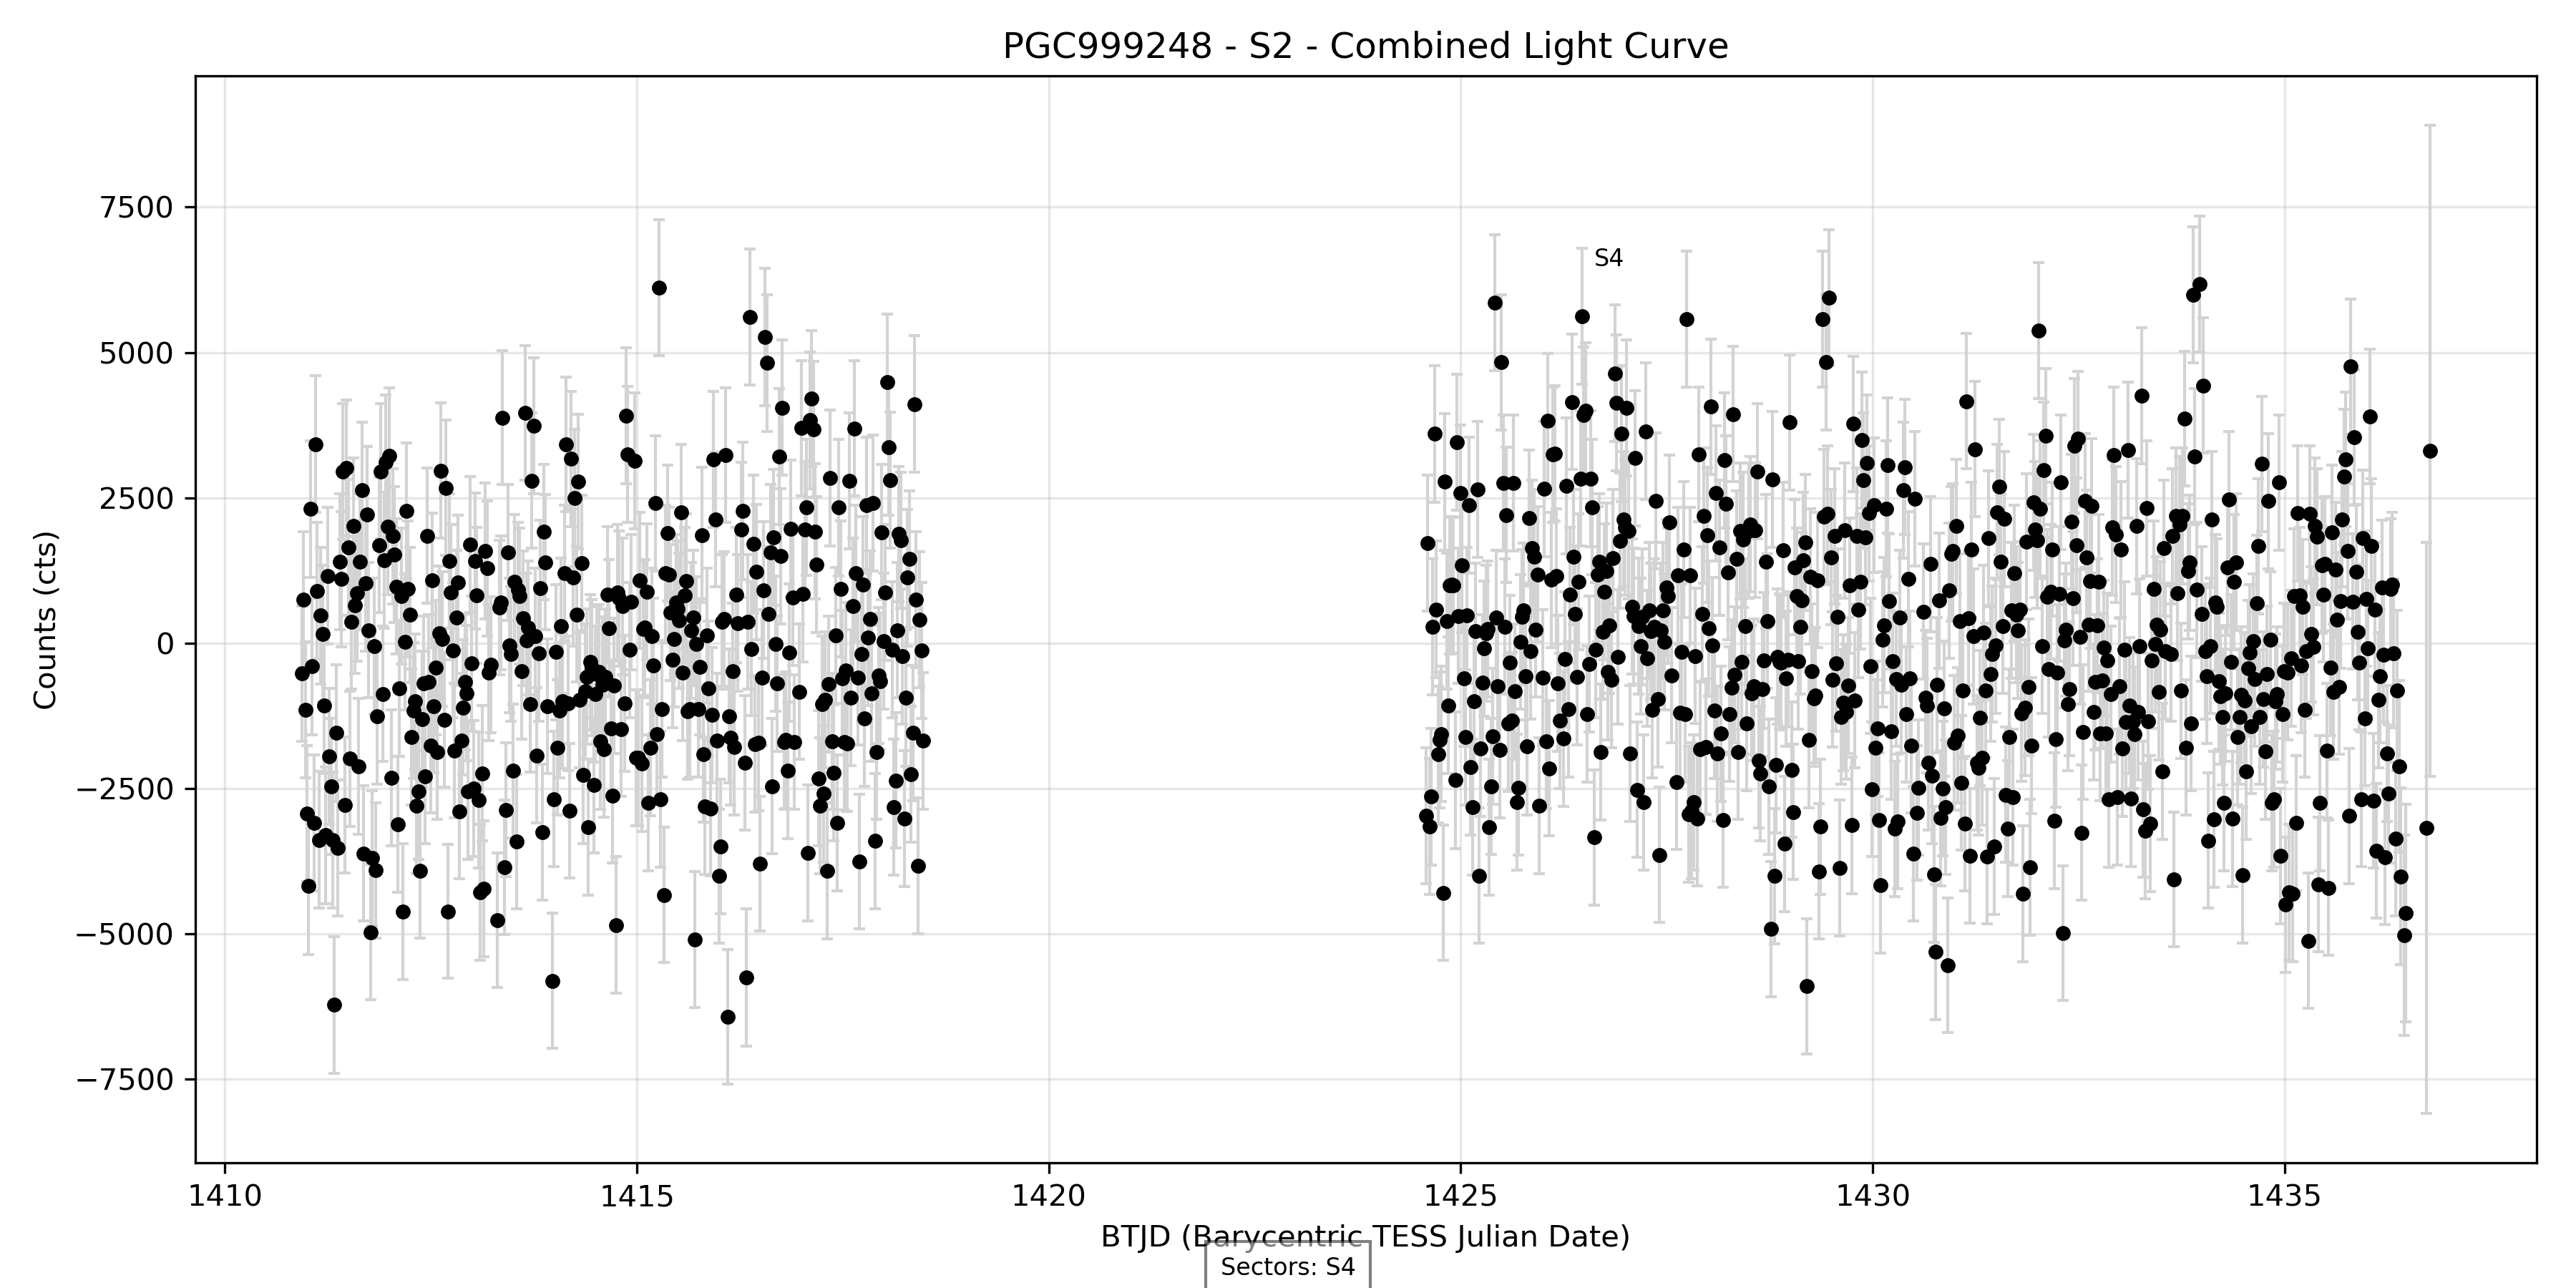 PGC999248 - S2 - Combined Light Curve
Counts (cts)
7500
5000
2500
0
−2500
−5000
−7500
S4
1410 1415 1420 1425 1430 1435
BTJD (Barycentric TESS Julian Date)
Sectors: S4